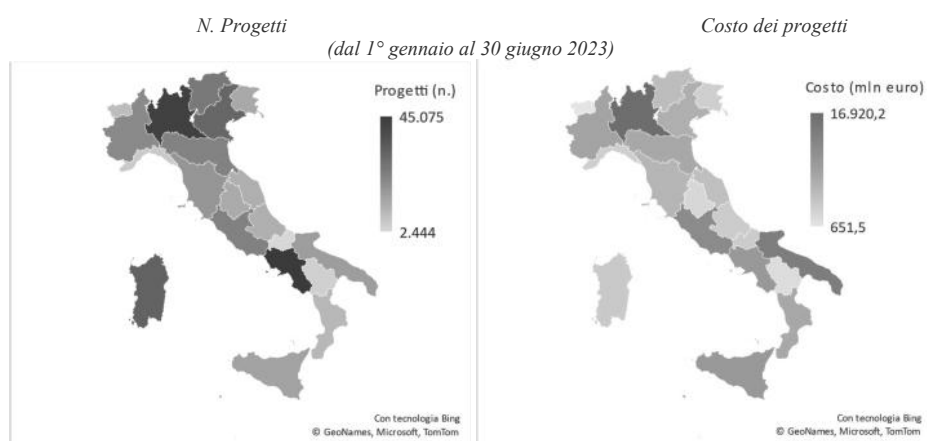 N. Progetti
Costo dei progetti
(dal 1° gennaio al 30 giugno 2023)
Progetti (n.)
45.075
2.444
Con tecnologia Bing
© GeoNames, Microsoft, TomTom
Costo (mln euro)
16.920,2
651,5
Con tecnologia Bing
© GeoNames, Microsoft, TomTom